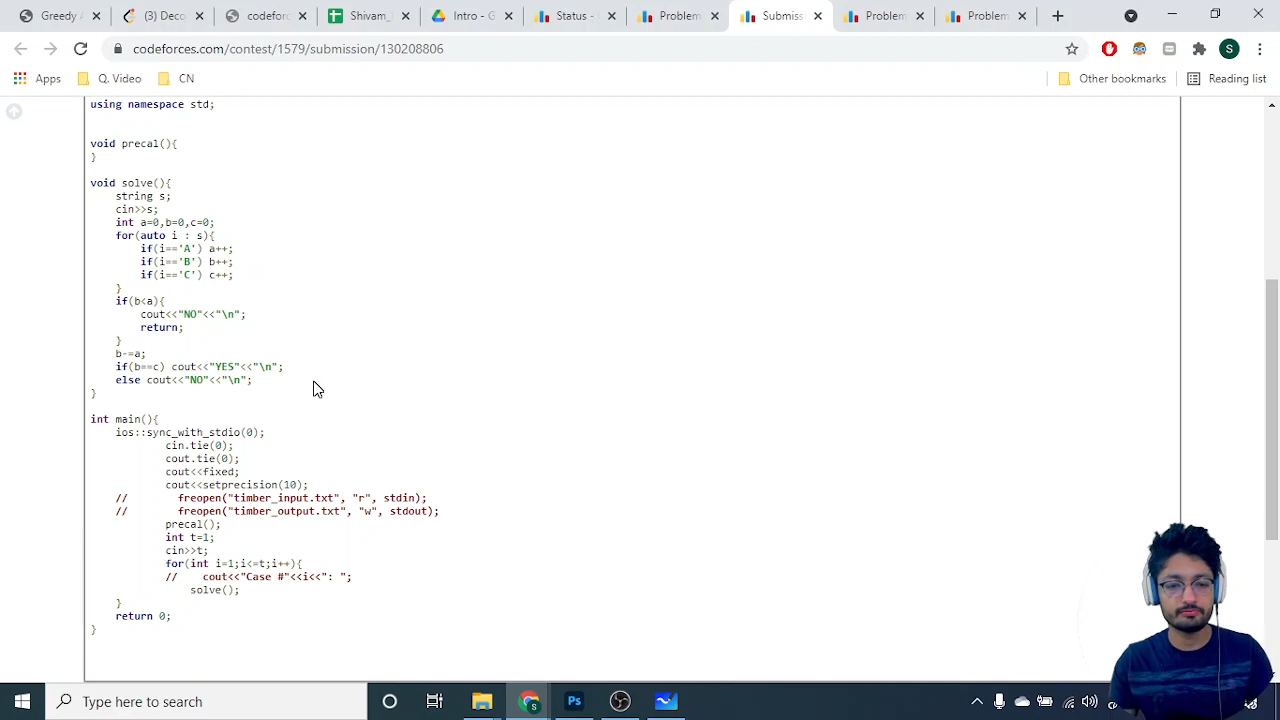 Greedy A
3) Deco
codefor
Shivam_
Intro - G
Status -
Problem
Submiss
Problem
Problem
codeforces.com/contest/1579/submission/130208806
S
Apps
Q. Video
CN
Other bookmarks
Reading list
using namespace std;
void precal(){
}
void solve(){
string s;
cin>>s;
int a=0,b=0,c=0;
for(auto i : s){
if(i=='A') a++;
if(i=='B') b++;
if(i=='C') c++;
}
if(b<a){
cout<<"NO"<<"\n";
return;
}
b-=a;
if(b==c) cout<<"YES"<<"\n";
else cout<<"NO"<<"\n";
}
int main(){
ios::sync_with_stdio(0);
cin.tie(0);
cout.tie(0);
cout<<fixed;
cout<<setprecision(10);
// freopen("timber_input.txt", "r", stdin);
// freopen("timber_output.txt", "w", stdout);
precal();
int t=1;
cin>>t;
for(int i=1;i<=t;i++){
// cout<<"Case #"<<i<<": ";
solve();
}
return 0;
}
Type here to search
Ps